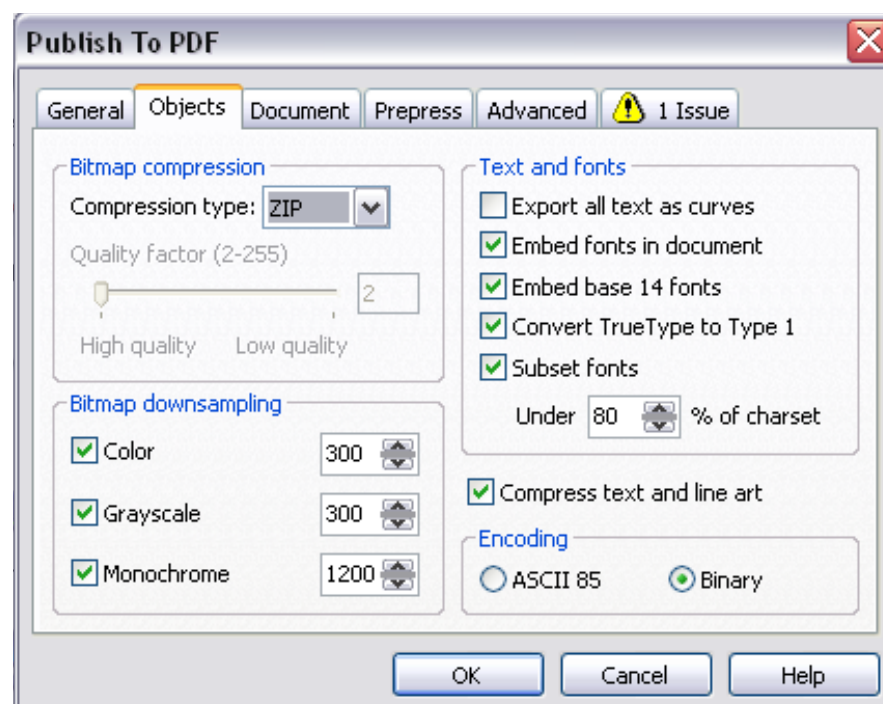 Publish To PDF
General Objects Document Prepress Advanced 1 Issue
Bitmap compression
Compression type: ZIP
Quality factor (2-255)
2
High quality Low quality
Bitmap downsampling
Color 300
Grayscale 300
Monochrome 1200
Text and fonts
Export all text as curves
Embed fonts in document
Embed base 14 fonts
Convert TrueType to Type 1
Subset fonts
Under 80 % of charset
Compress text and line art
Encoding
ASCII 85 Binary
OK Cancel Help